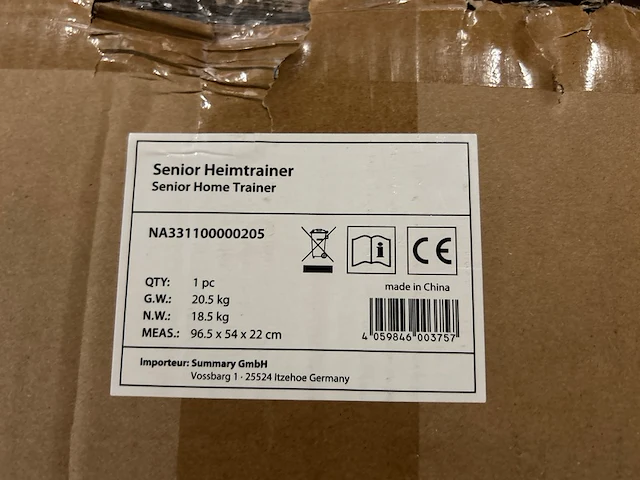 Senior Heimtrainer
Senior Home Trainer
NA331100000205
i
CE
made in China
QTY: 1 pc
G.W.: 20.5 kg
N.W.: 18.5 kg
MEAS.: 96.5 x 54 x 22 cm
4 059846 003757
Importeur: Summary GmbH
Vossbarg 1 · 25524 Itzehoe Germany